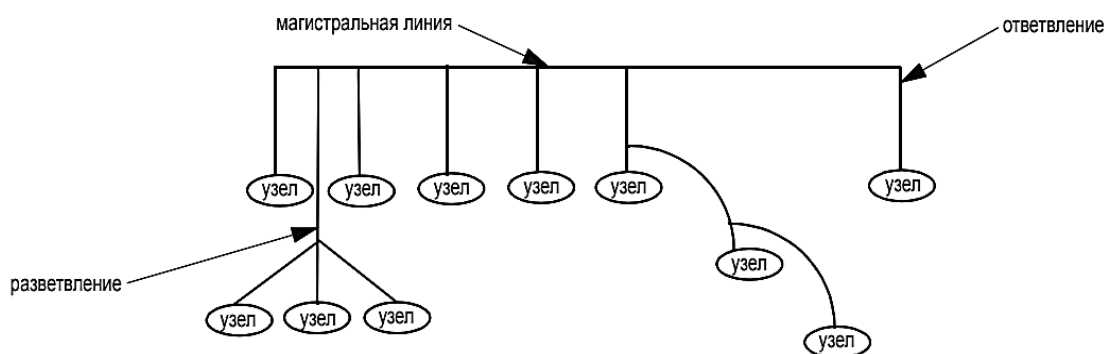 магистральная линия
ответвление
узел узел узел узел узел узел
узел
разветвление
узел узел узел
узел